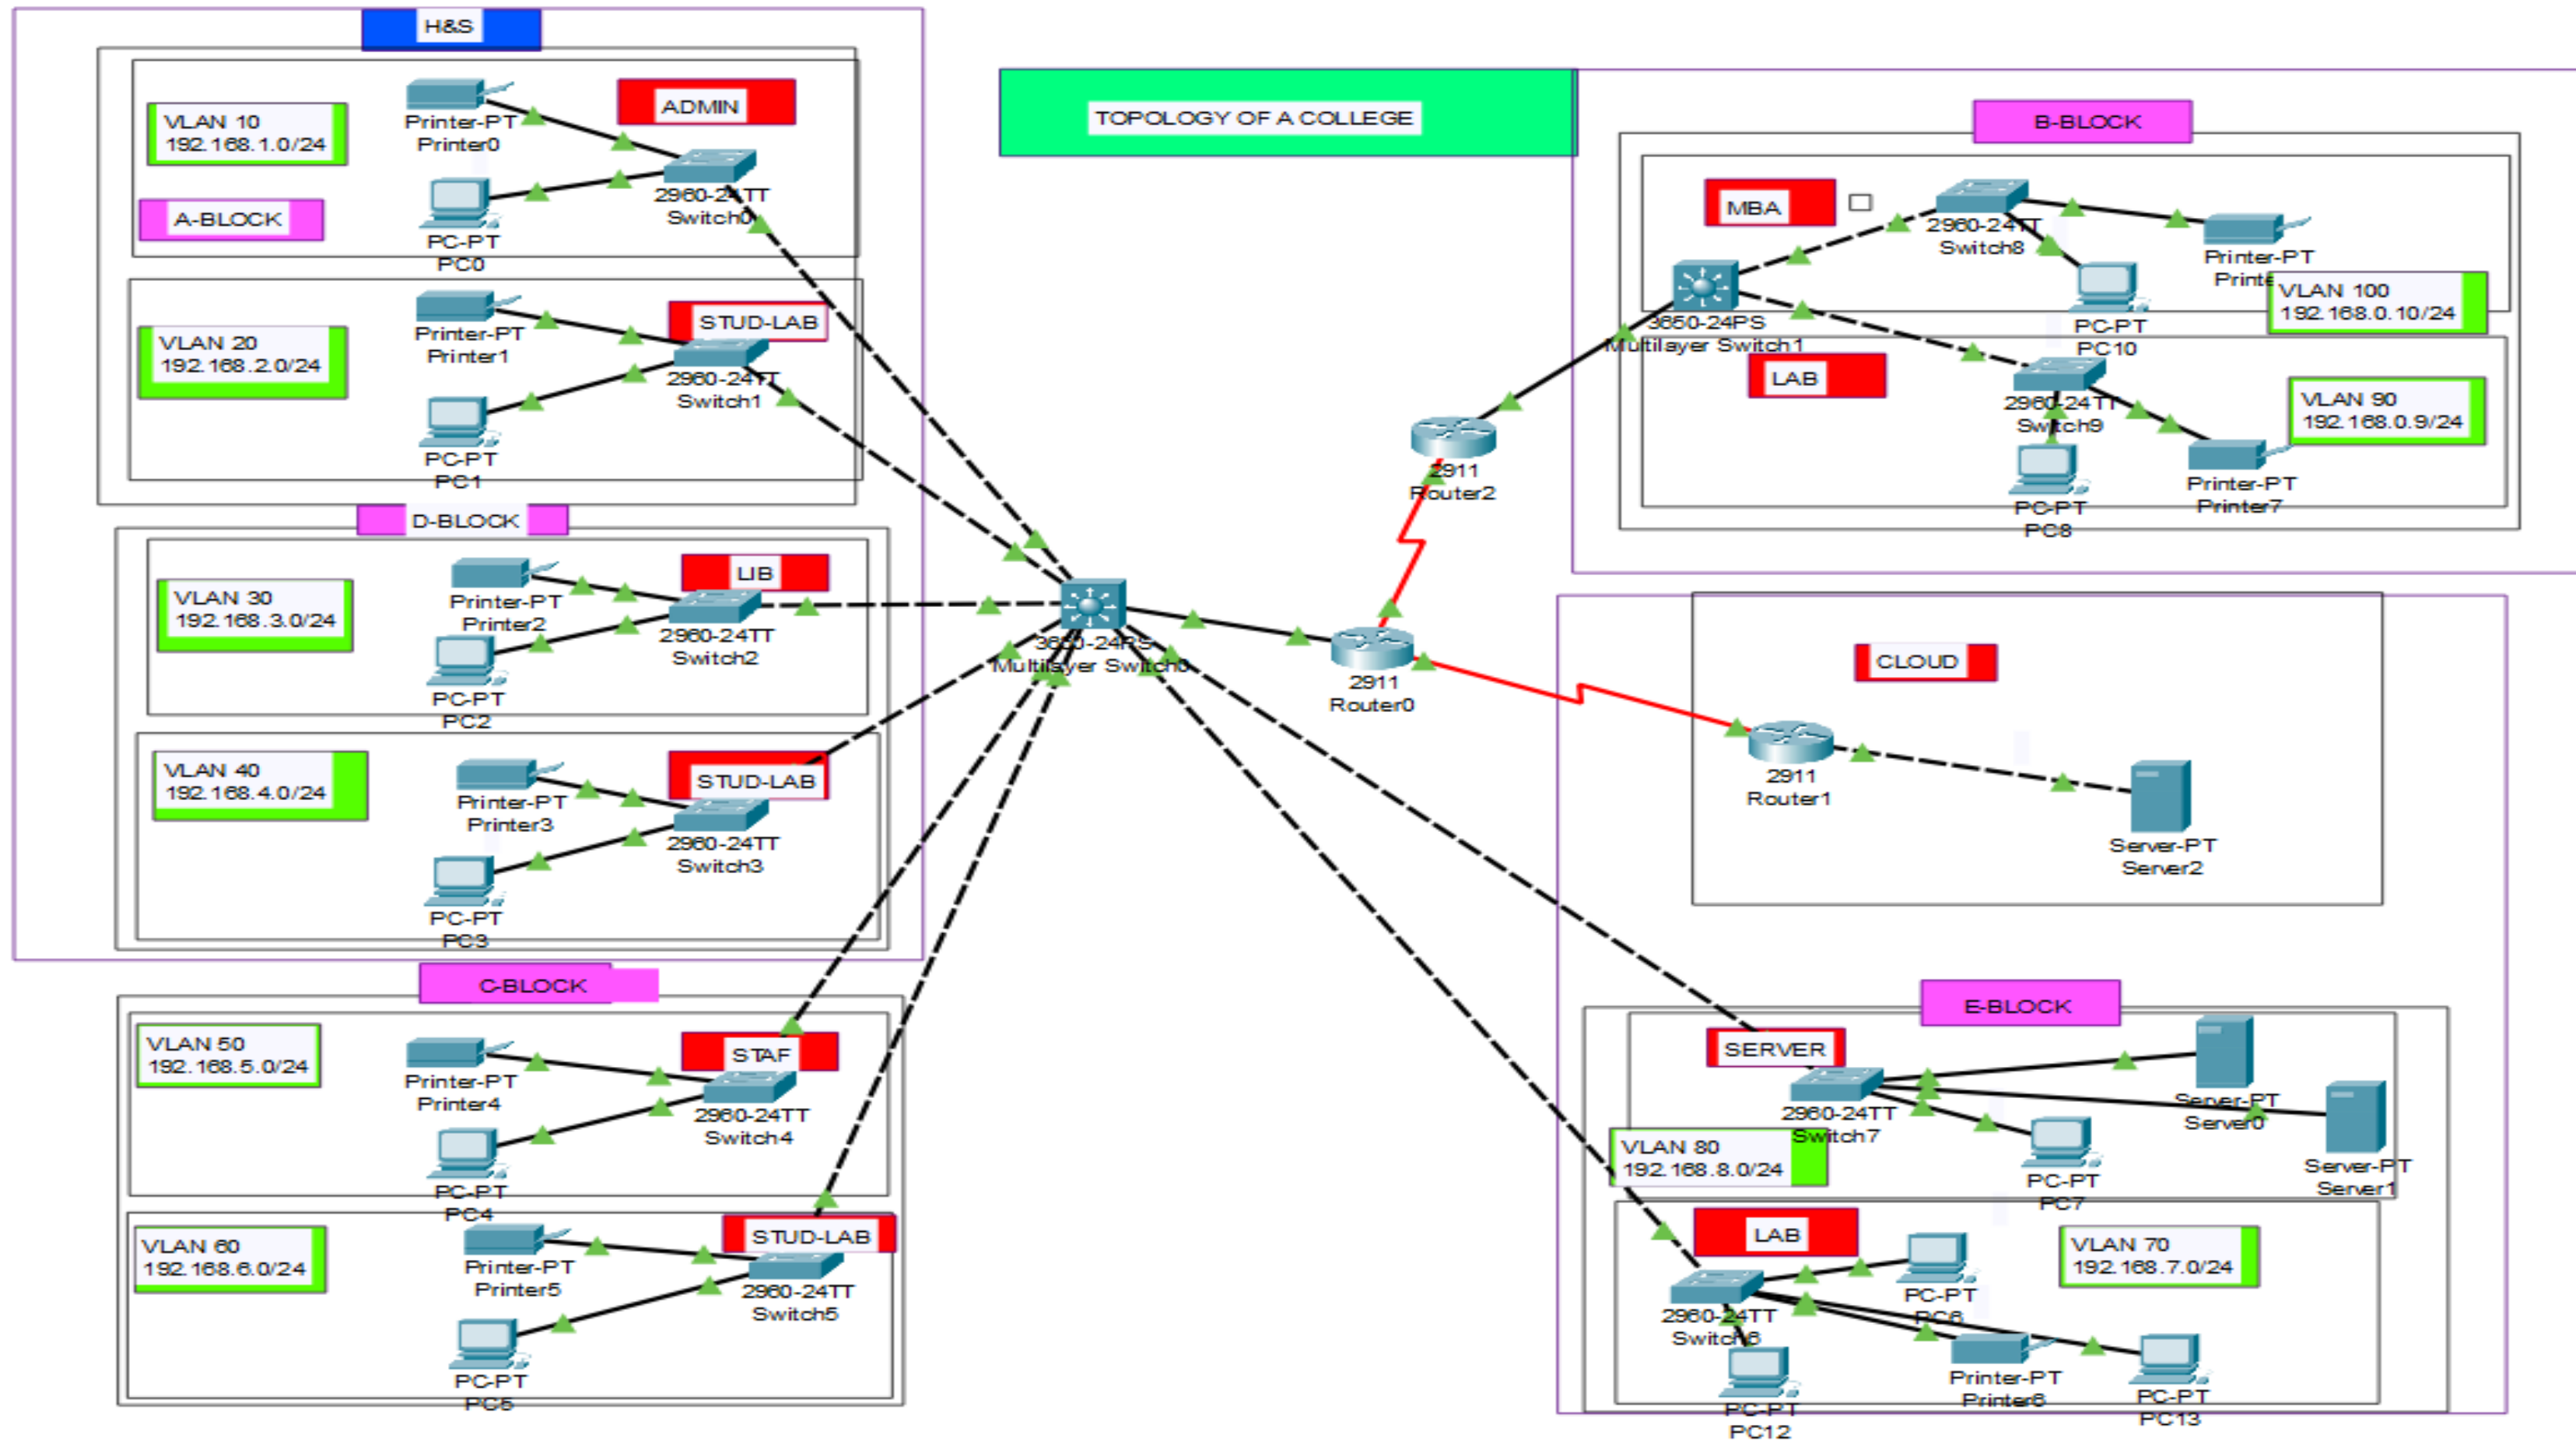 H&S
ADMIN
VLAN 10
192.168.1.0/24
A-BLOCK
Printer-PT
Printer0
2960-24TT
Switch0
PC-PT
PC0
STUD-LAB
VLAN 20
192.168.2.0/24
Printer-PT
Printer1
2960-24TT
Switch1
PC-PT
PC1
D-BLOCK
LIB
VLAN 30
192.168.3.0/24
Printer-PT
Printer2
2960-24TT
Switch2
PC-PT
PC2
STUD-LAB
VLAN 40
192.168.4.0/24
Printer-PT
Printer3
2960-24TT
Switch3
PC-PT
PC3
C-BLOCK
STAF
VLAN 50
192.168.5.0/24
Printer-PT
Printer4
2960-24TT
Switch4
PC-PT
PC4
STUD-LAB
VLAN 60
192.168.6.0/24
Printer-PT
Printer5
2960-24TT
Switch5
PC-PT
PC5
TOPOLOGY OF A COLLEGE
3650-24PS
Multilayer Switch0
2911
Router0
2911
Router2
B-BLOCK
MBA
2960-24TT
Switch8
Printer-PT
3650-24PS
Multilayer Switch1
PC-PT
PC10
VLAN 100
192.168.0.10/24
LAB
2960-24TT
Switch9
VLAN 90
192.168.0.9/24
PC-PT
PC8
Printer-PT
Printer7
CLOUD
2911
Router1
Server-PT
Server2
E-BLOCK
SERVER
2960-24TT
Switch7
Server-PT
Server0
Server-PT
Server1
PC-PT
PC7
VLAN 80
192.168.8.0/24
LAB
VLAN 70
192.168.7.0/24
2960-24TT
Switch6
PC-PT
PC6
Printer-PT
Printer6
PC-PT
PC12
PC-PT
PC13